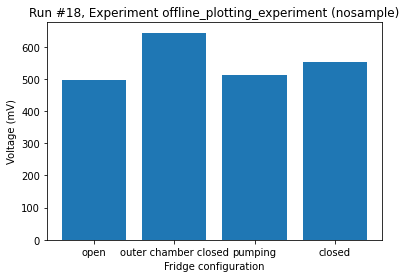 Run #18, Experiment offline_plotting_experiment (nosample)
600
500
400
300
200
100
0
Voltage (mV)
open outer chamber closed pumping closed
Fridge configuration